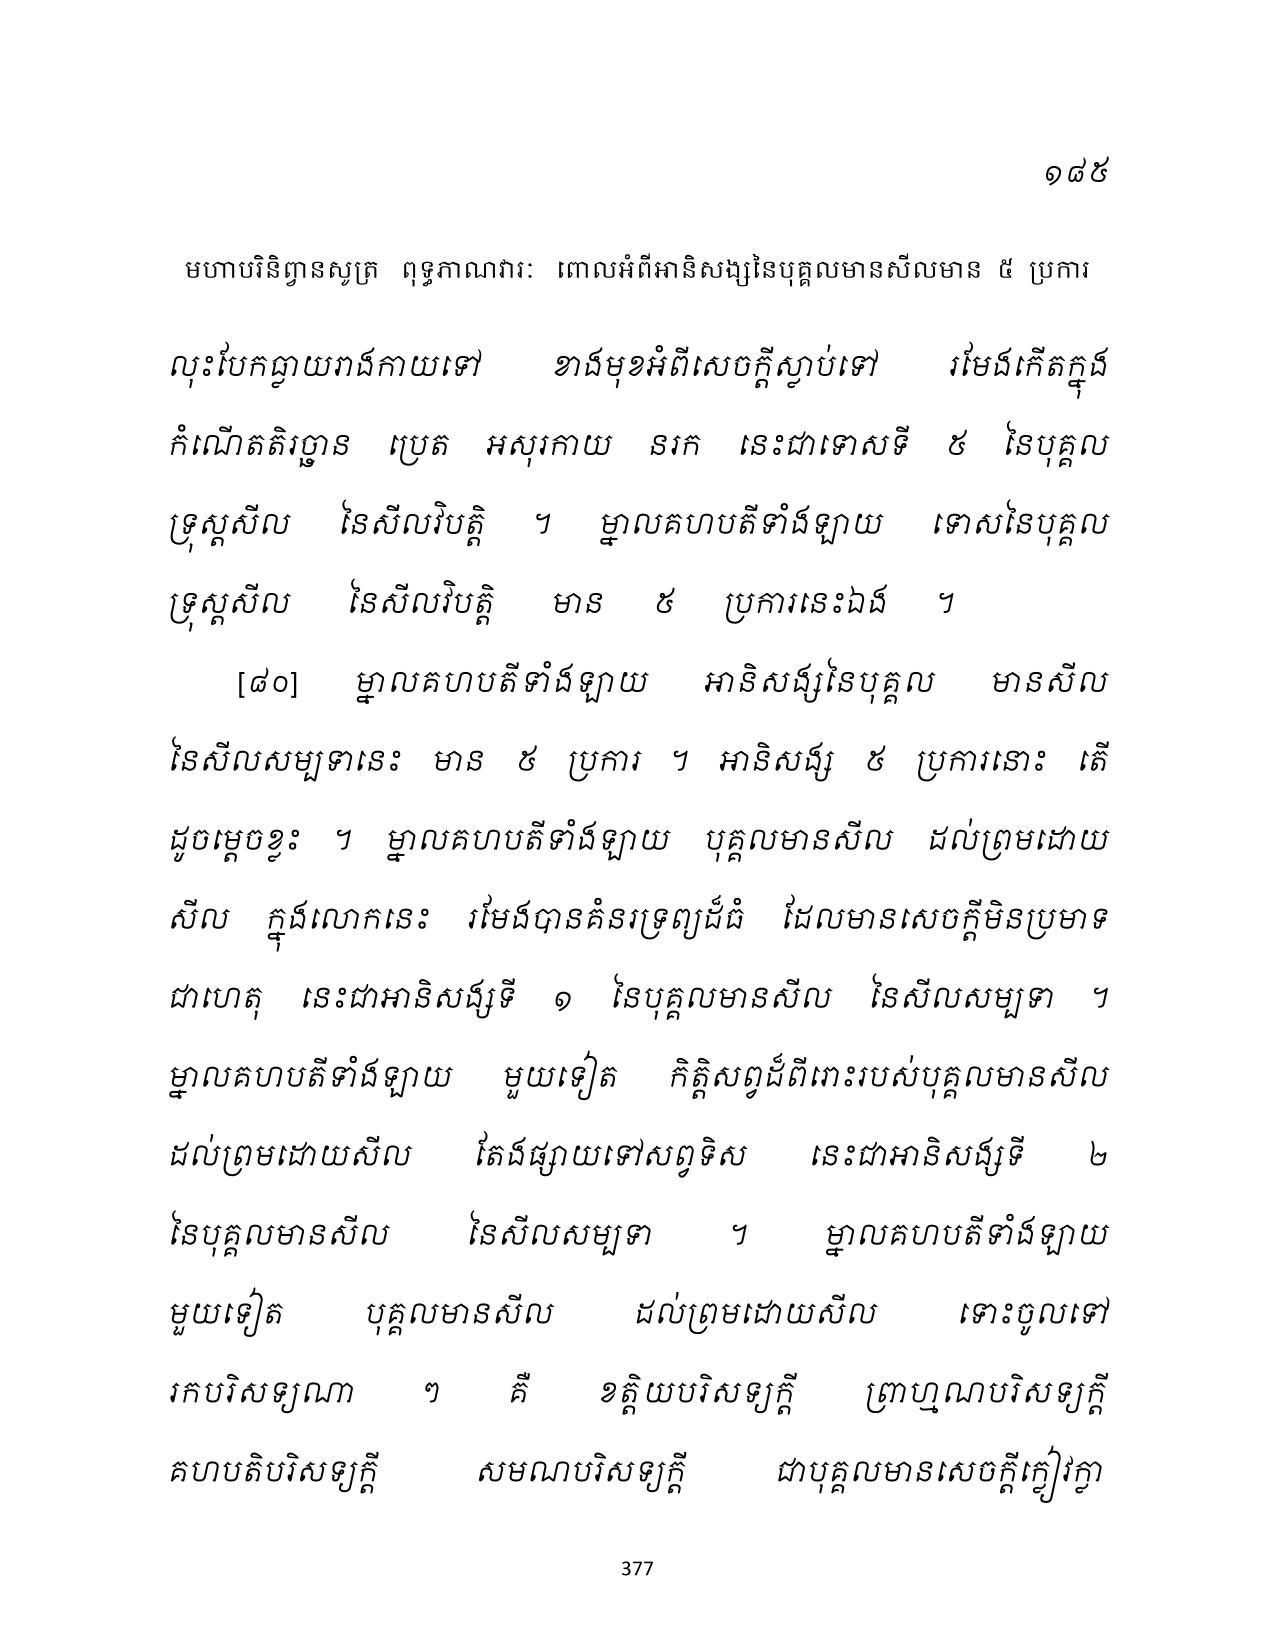 ១៨៥
មហាបរិនិព្វានសូត្រ ពុទ្ធភាណវារៈ ពោលអំពីអានិសង្សនៃបុគ្គលមានសីលមាន ៥ ប្រការ
លុះបែកធ្លាយរាងកាយទៅ ខាងមុខអំពីសេចក្តីស្លាប់ទៅ រមែងកើតក្នុង
កំណើតតិរច្ឆាន ប្រេត អសុរកាយ នរក នេះជាទោសទី ៥ នៃបុគ្គល
ទ្រុស្តសីល នៃសីលវិបត្តិ ។ ម្នាលគហបតីទាំងឡាយ ទោសនៃបុគ្គល
ទ្រុស្តសីល នៃសីលវិបត្តិ មាន ៥ ប្រការនេះឯង ។
[៨០] ម្នាលគហបតីទាំងឡាយ អានិសង្សនៃបុគ្គល មានសីល
នៃសីលសម្បទានេះ មាន ៥ ប្រការ ។ អានិសង្ស ៥ ប្រការនោះ តើ
ដូចម្តេចខ្លះ ។ ម្នាលគហបតីទាំងឡាយ បុគ្គលមានសីល ដល់ព្រមដោយ
សីល ក្នុងលោកនេះ រមែងបានគំនរទ្រព្យដ៏ធំ ដែលមានសេចក្តីមិនប្រមាទ
ជាហេតុ នេះជាអានិសង្សទី ១ នៃបុគ្គលមានសីល នៃសីលសម្បទា ។
ម្នាលគហបតីទាំងឡាយ មួយទៀត កិត្តិសព្ទដ៏ពីរោះរបស់បុគ្គលមានសីល
ដល់ព្រមដោយសីល តែងផ្សាយទៅសព្វទិស នេះជាអានិសង្សទី ២
នៃបុគ្គលមានសីល នៃសីលសម្បទា ។ ម្នាលគហបតីទាំងឡាយ
មួយទៀត បុគ្គលមានសីល ដល់ព្រមដោយសីល ទោះចូលទៅ
រកបរិសទ្យណា ៗ គឺ ខត្តិយបរិសទ្យក្តី ព្រាហ្មណបរិសទ្យក្តី
គហបតិបរិសទ្យក្តី សមណបរិសទ្យក្តី ជាបុគ្គលមានសេចក្តីក្លៀវក្លា
377